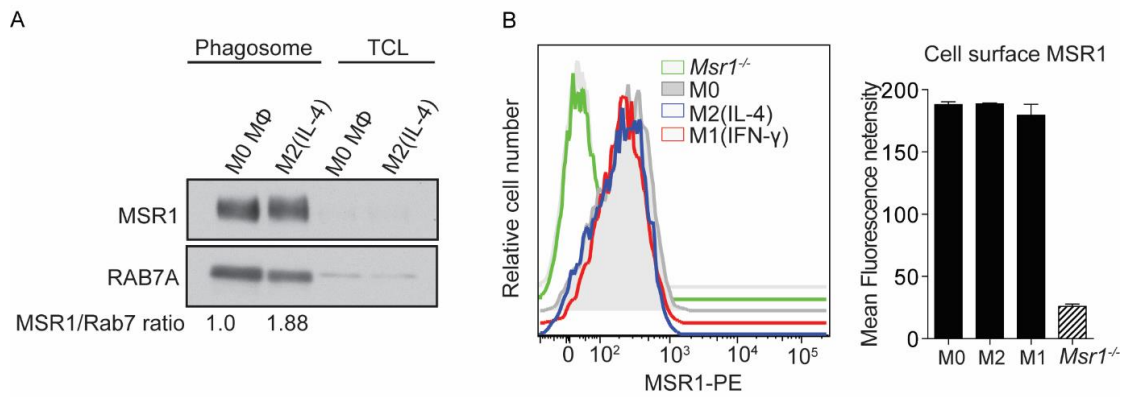 A
Phagosome TCL
M0 MΦ M2(IL-4) M0 MΦ M2(IL-4)
MSR1
RAB7A
MSR1/Rab7 ratio 1.0 1.88
B
Relative cell number
Msr1-/-
M0
M2(IL-4)
M1(IFN-γ)
0 10² 10³ 10⁴ 10⁵
MSR1-PE
Cell surface MSR1
Mean Fluorescence netensity
200
150
100
50
0
M0 M2 M1 Msr1-/-